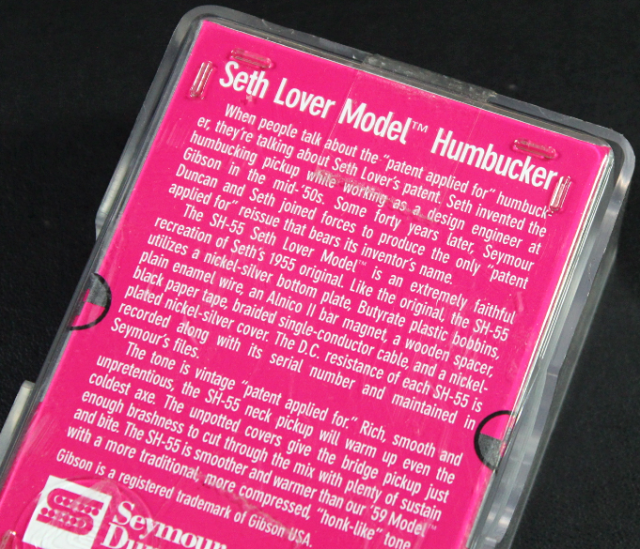 Seth Lover Model™ Humbucker
When people talk about the "patent applied for" humbuck-
er, they're talking about Seth Lover's patent. Seth invented the
humbucking pickup while working as a design engineer at
Gibson in the mid-'50s. Some forty years later, Seymour
Duncan and Seth joined forces to produce the only "patent
applied for" reissue that bears its inventor's name.
The SH-55 Seth Lover Model™ is an extremely faithful
recreation of Seth's 1955 original. Like the original, the SH-55
utilizes a nickel-silver bottom plate, Butyrate plastic bobbins,
plain enamel wire, an Alnico II bar magnet, a wooden spacer,
black paper tape, braided single-conductor cable, and a nickel-
plated nickel-silver cover. The D.C. resistance of each SH-55 is
recorded along with its serial number and maintained in
Seymour's files.
The tone is vintage "patent applied for." Rich, smooth and
unpretentious, the SH-55 neck pickup will warm up even the
coldest axe. The unpotted covers give the bridge pickup just
enough brashness to cut through the mix with plenty of sustain
and bite. The SH-55 is smoother and warmer than our '59 Model™
with a more traditional, more compressed, "honk-like" tone
Gibson is a registered trademark of Gibson USA.
Seymour
Duncan